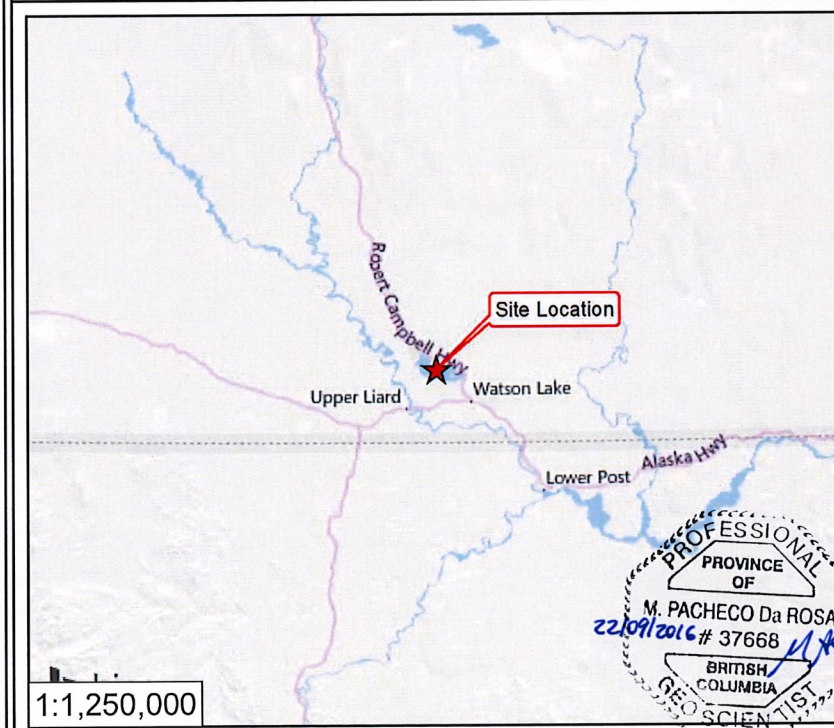 Robert Campbell Hwy
Site Location
Upper Liard
Watson Lake
Alaska Hwy
Lower Post
PROFESSIONAL
PROVINCE
OF
M. PACHECO Da ROSA
22/09/2016 # 37668
BRITISH
COLUMBIA
GEOSCIENTIST
1:1,250,000